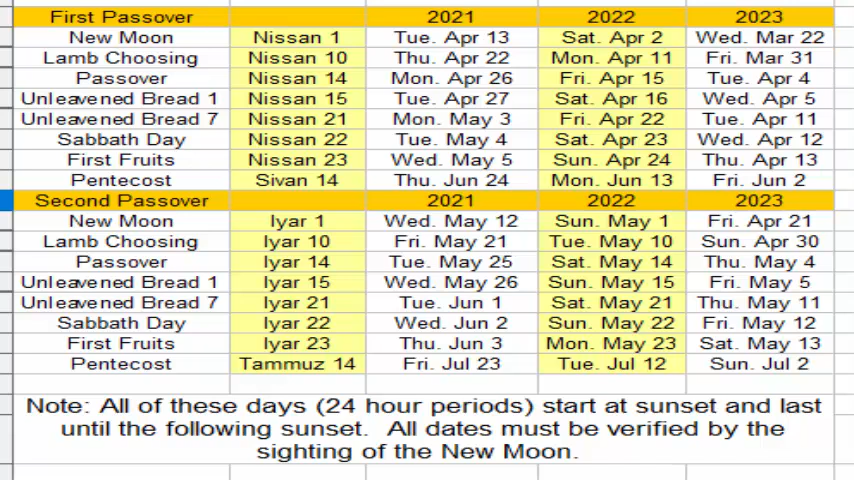 First Passover 2021 2022 2023
New Moon Nissan 1 Tue. Apr 13 Sat. Apr 2 Wed. Mar 22
Lamb Choosing Nissan 10 Thu. Apr 22 Mon. Apr 11 Fri. Mar 31
Passover Nissan 14 Mon. Apr 26 Fri. Apr 15 Tue. Apr 4
Unleavened Bread 1 Nissan 15 Tue. Apr 27 Sat. Apr 16 Wed. Apr 5
Unleavened Bread 7 Nissan 21 Mon. May 3 Fri. Apr 22 Tue. Apr 11
Sabbath Day Nissan 22 Tue. May 4 Sat. Apr 23 Wed. Apr 12
First Fruits Nissan 23 Wed. May 5 Sun. Apr 24 Thu. Apr 13
Pentecost Sivan 14 Thu. Jun 24 Mon. Jun 13 Fri. Jun 2
Second Passover 2021 2022 2023
New Moon Iyar 1 Wed. May 12 Sun. May 1 Fri. Apr 21
Lamb Choosing Iyar 10 Fri. May 21 Tue. May 10 Sun. Apr 30
Passover Iyar 14 Tue. May 25 Sat. May 14 Thu. May 4
Unleavened Bread 1 Iyar 15 Wed. May 26 Sun. May 15 Fri. May 5
Unleavened Bread 7 Iyar 21 Tue. Jun 1 Sat. May 21 Thu. May 11
Sabbath Day Iyar 22 Wed. Jun 2 Sun. May 22 Fri. May 12
First Fruits Iyar 23 Thu. Jun 3 Mon. May 23 Sat. May 13
Pentecost Tammuz 14 Fri. Jul 23 Tue. Jul 12 Sun. Jul 2
Note: All of these days (24 hour periods) start at sunset and last
until the following sunset. All dates must be verified by the
sighting of the New Moon.